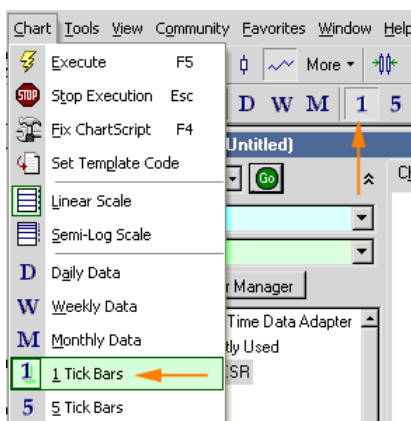 Chart Tools View Community Favorites Window Help
Execute F5
More
Stop Execution Esc
D W M 1 5
Fix ChartScript F4
Untitled)
Set Template Code
Go
Linear Scale
Semi-Log Scale
D Daily Data
r Manager
W Weekly Data
Time Data Adapter
M Monthly Data
tly Used
1 1 Tick Bars
SR
5 5 Tick Bars